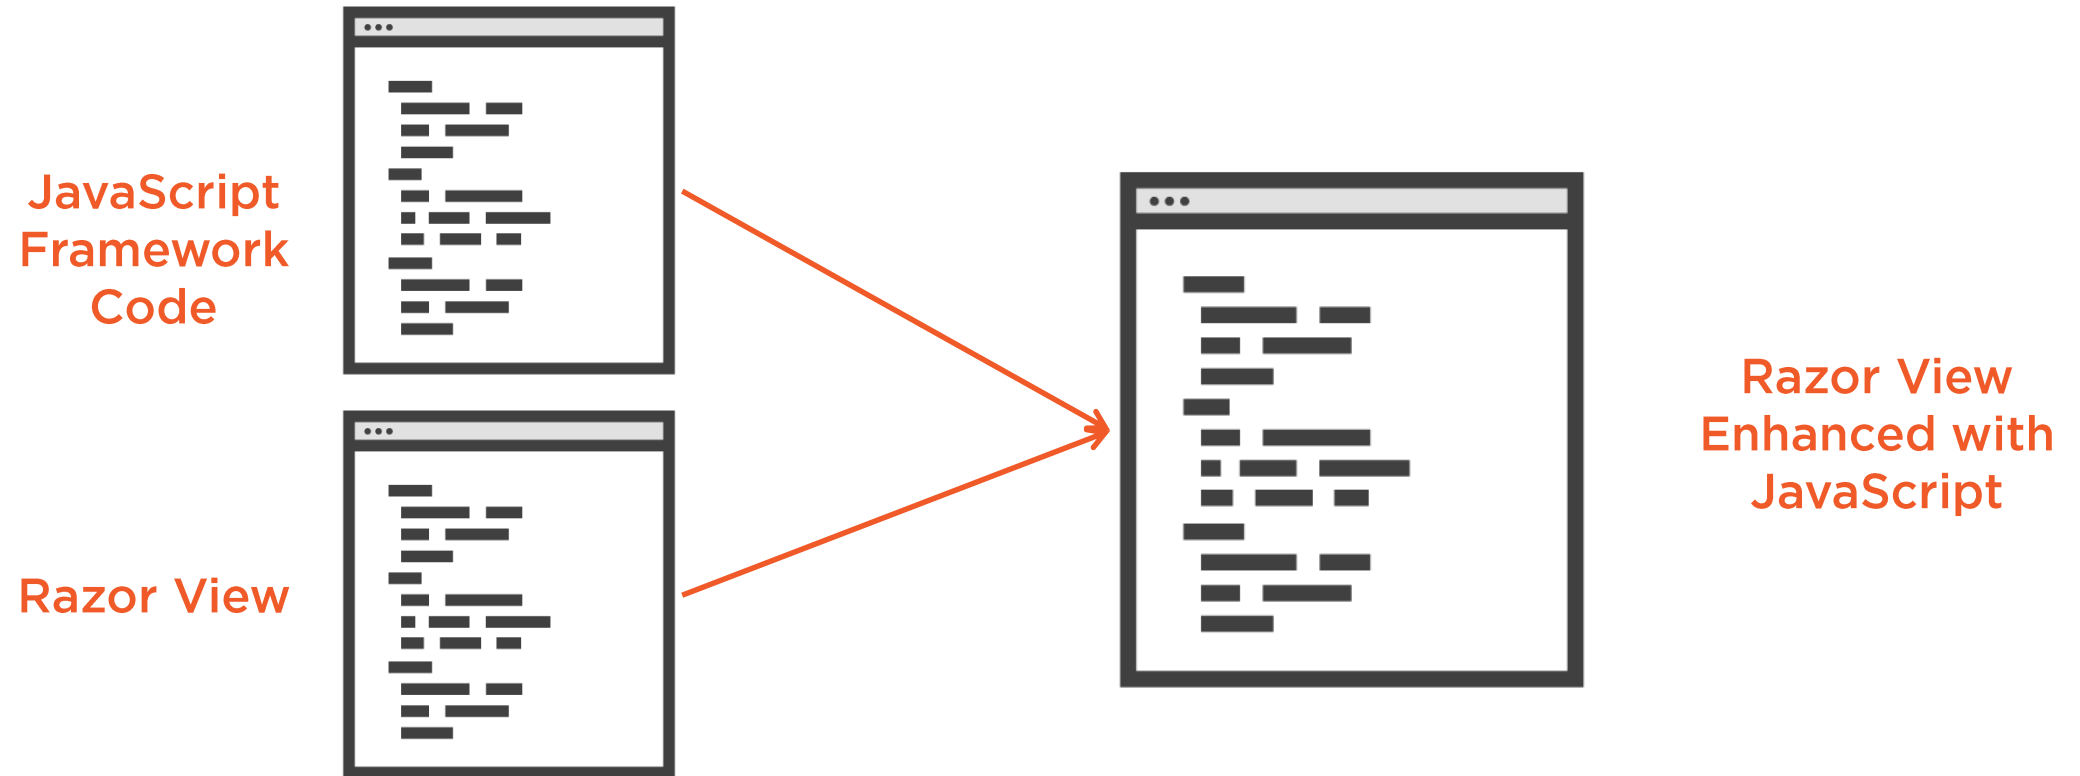 JavaScript
Framework
Code
Razor View
Razor View
Enhanced with
JavaScript